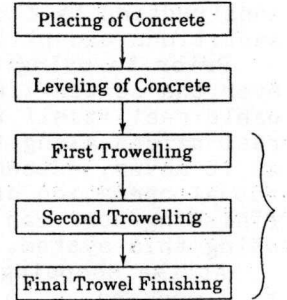 Placing of Concrete
Leveling of Concrete
First Trowelling
Second Trowelling
Final Trowel Finishing